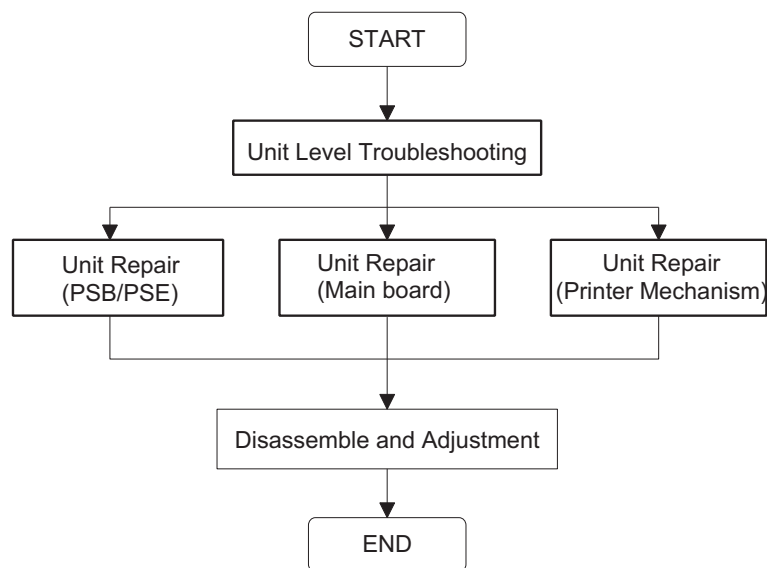 START
Unit Level Troubleshooting
Unit Repair
(PSB/PSE)
Unit Repair
(Main board)
Unit Repair
(Printer Mechanism)
Disassemble and Adjustment
END